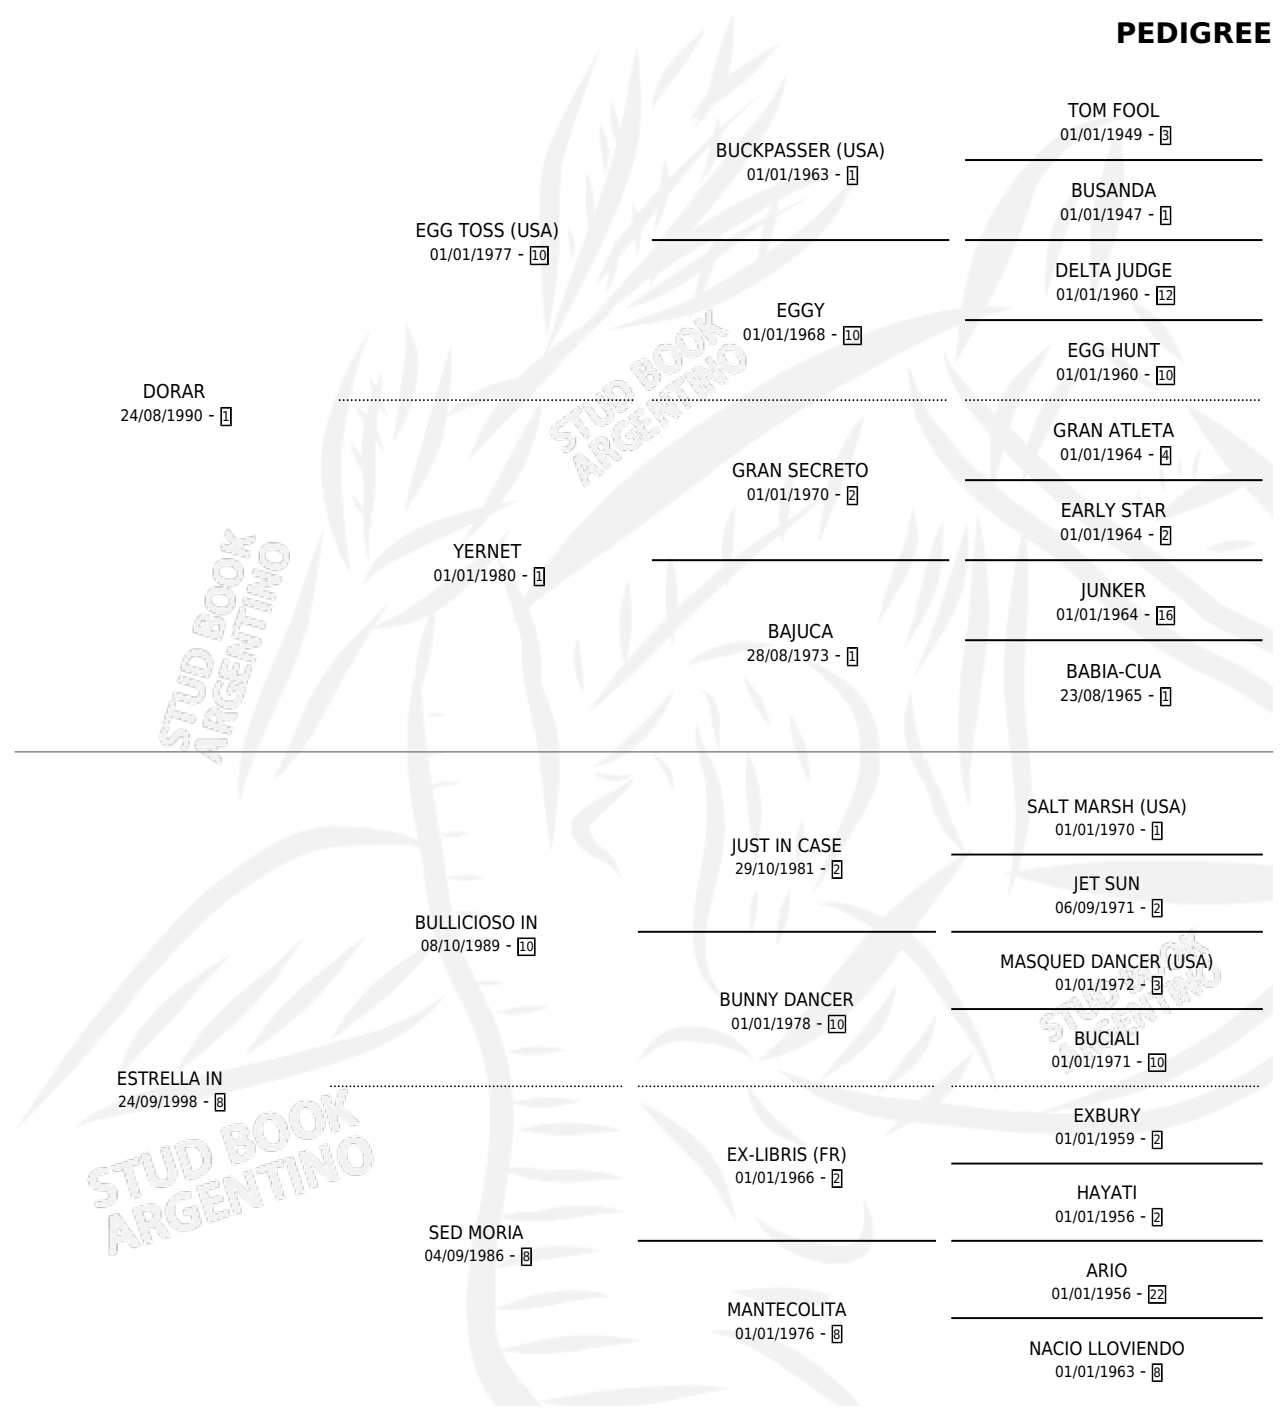 PEDIGREE
TOM FOOL
01/01/1949 - 3
BUCKPASSER (USA)
01/01/1963 - 1
BUSANDA
01/01/1947 - 1
EGG TOSS (USA)
01/01/1977 - 10
DELTA JUDGE
01/01/1960 - 12
EGGY
01/01/1968 - 10
EGG HUNT
01/01/1960 - 10
DORAR
24/08/1990 - 1
GRAN ATLETA
01/01/1964 - 4
GRAN SECRETO
01/01/1970 - 2
EARLY STAR
01/01/1964 - 2
YERNET
01/01/1980 - 1
JUNKER
01/01/1964 - 16
BAJUCA
28/08/1973 - 1
BABIA-CUA
23/08/1965 - 1
SALT MARSH (USA)
01/01/1970 - 1
JUST IN CASE
29/10/1981 - 2
JET SUN
06/09/1971 - 2
BULLICIOSO IN
08/10/1989 - 10
MASQUED DANCER (USA)
01/01/1972 - 3
BUNNY DANCER
01/01/1978 - 10
BUCIALI
01/01/1971 - 10
ESTRELLA IN
24/09/1998 - 8
EXBURY
01/01/1959 - 2
EX-LIBRIS (FR)
01/01/1966 - 2
HAYATI
01/01/1956 - 2
SED MORIA
04/09/1986 - 8
ARIO
01/01/1956 - 22
MANTECOLITA
01/01/1976 - 8
NACIO LLOVIENDO
01/01/1963 - 8
STUD BOOK
ARGENTINO
STUD BOOK
ARGENTINO
STUD BOOK
ARGENTINO
STUD BOOK
ARGENTINO